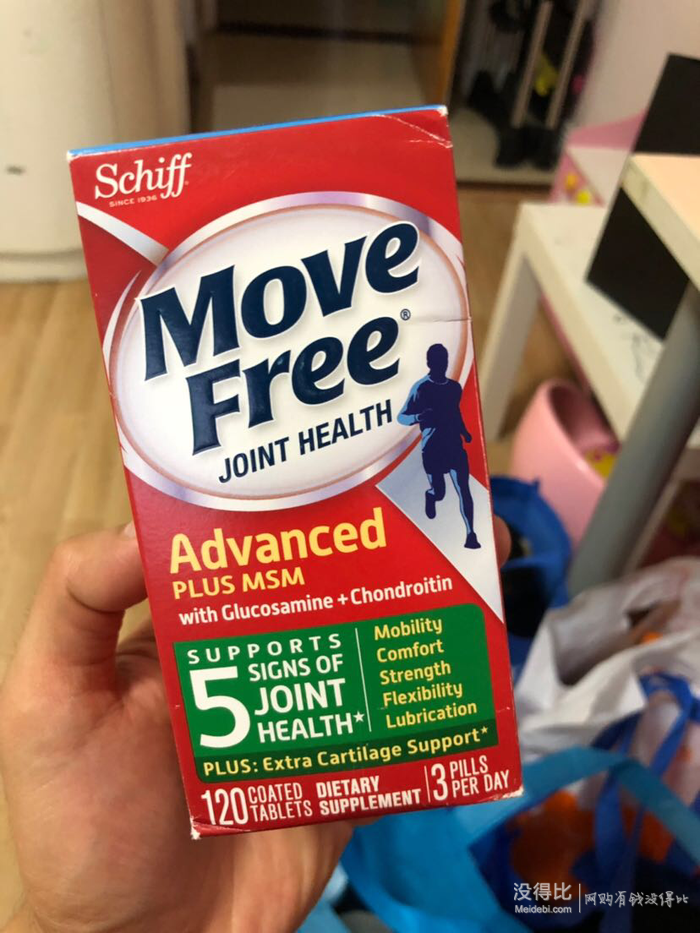 Schiff®
SINCE 1936
MOVE
FREE®
JOINT HEALTH
Advanced
PLUS MSM
with Glucosamine + Chondroitin
SUPPORTS
5 SIGNS OF
JOINT
HEALTH★
Mobility
Comfort
Strength
Flexibility
Lubrication
PLUS: Extra Cartilage Support*
120 COATED
TABLETS
DIETARY
SUPPLEMENT
3 PILLS
PER DAY
没得比
Meidebi.com
网购有钱没得比